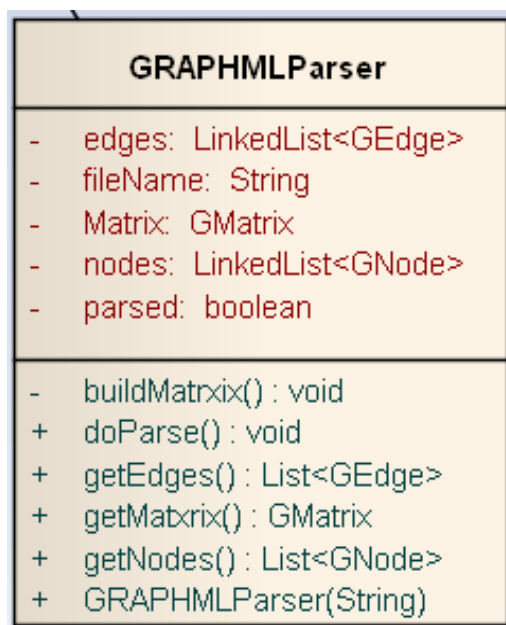 GRAPHMLParser
- edges: LinkedList<GEdge>
- fileName: String
- Matrix: GMatrix
- nodes: LinkedList<GNode>
- parsed: boolean
- buildMatrxix() : void
+ doParse() : void
+ getEdges() : List<GEdge>
+ getMatxrix() : GMatrix
+ getNodes() : List<GNode>
+ GRAPHMLParser(String)